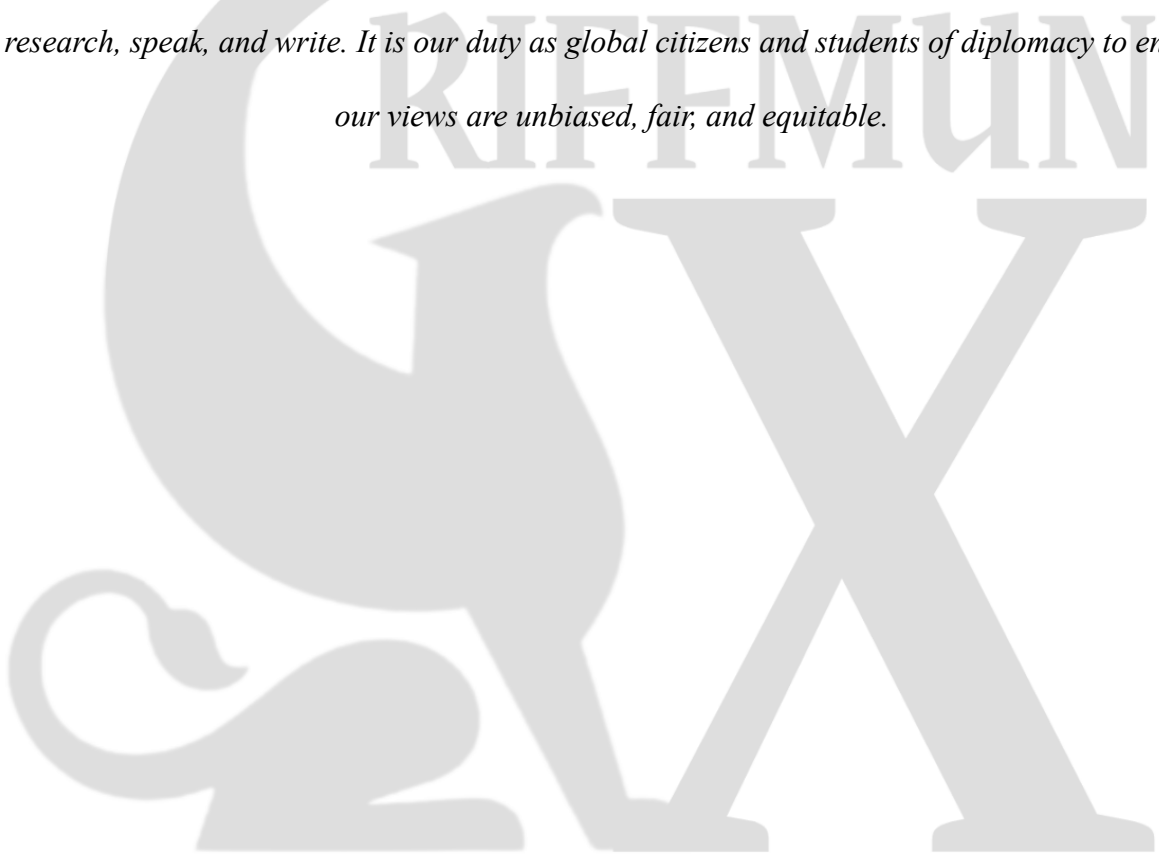 RIFFMUN
research, speak, and write. It is our duty as global citizens and students of diplomacy to
our views are unbiased, fair, and equitable.
X